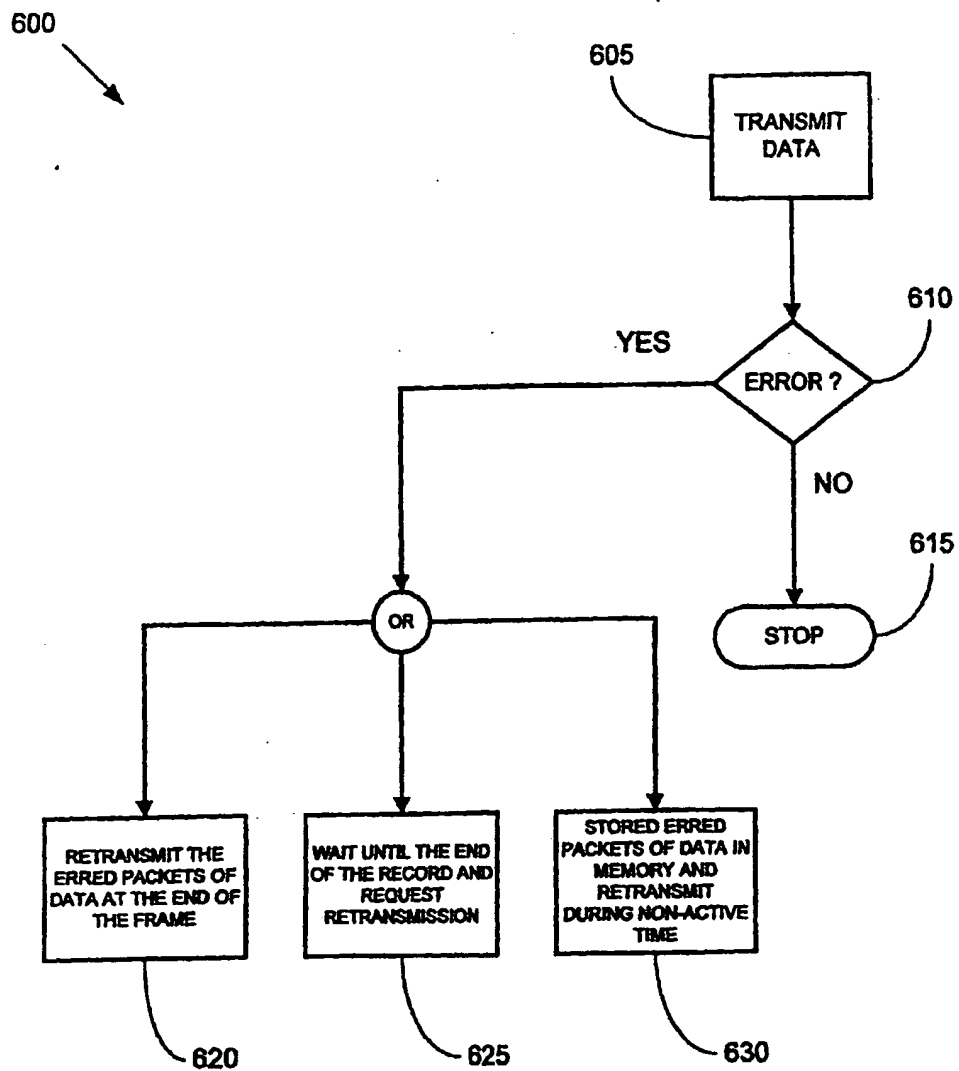 600
605
TRANSMIT
DATA
610
YES
ERROR ?
NO
615
OR
STOP
RETRANSMIT THE
ERRED PACKETS OF
DATA AT THE END OF
THE FRAME
WAIT UNTIL THE END
OF THE RECORD AND
REQUEST
RETRANSMISSION
STORED ERRED
PACKETS OF DATA IN
MEMORY AND
RETRANSMIT
DURING NON-ACTIVE
TIME
620
625
630